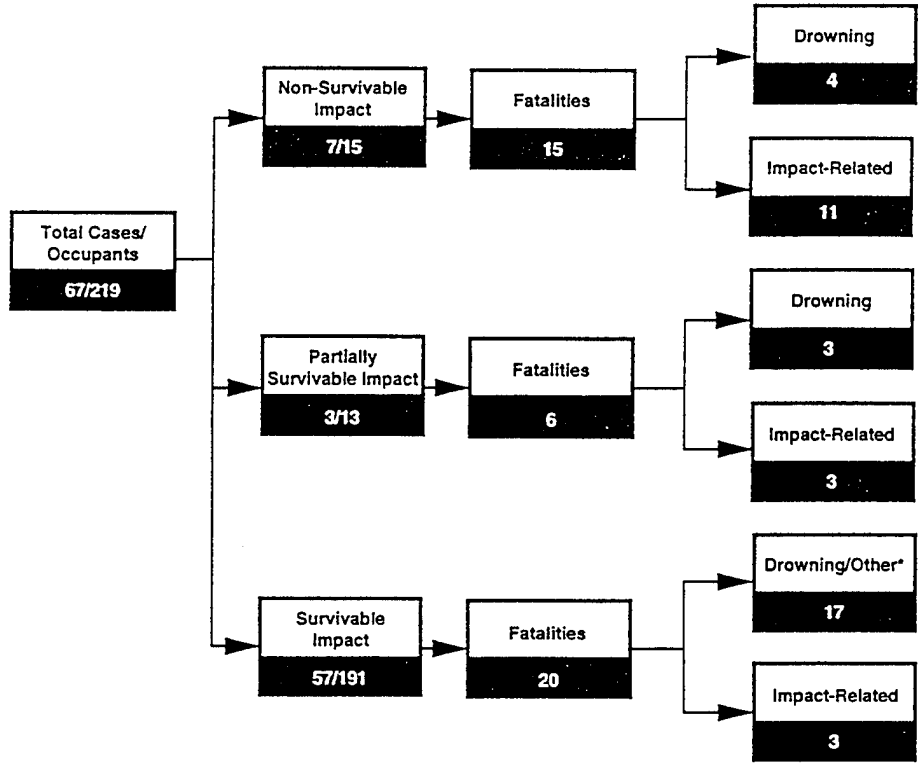 Total Cases/
Occupants
67/219
Non-Survivable
Impact
7/15
Fatalities
15
Drowning
4
Impact-Related
11
Partially
Survivable Impact
3/13
Fatalities
6
Drowning
3
Impact-Related
3
Survivable
Impact
57/191
Fatalities
20
Drowning/Other*
17
Impact-Related
3